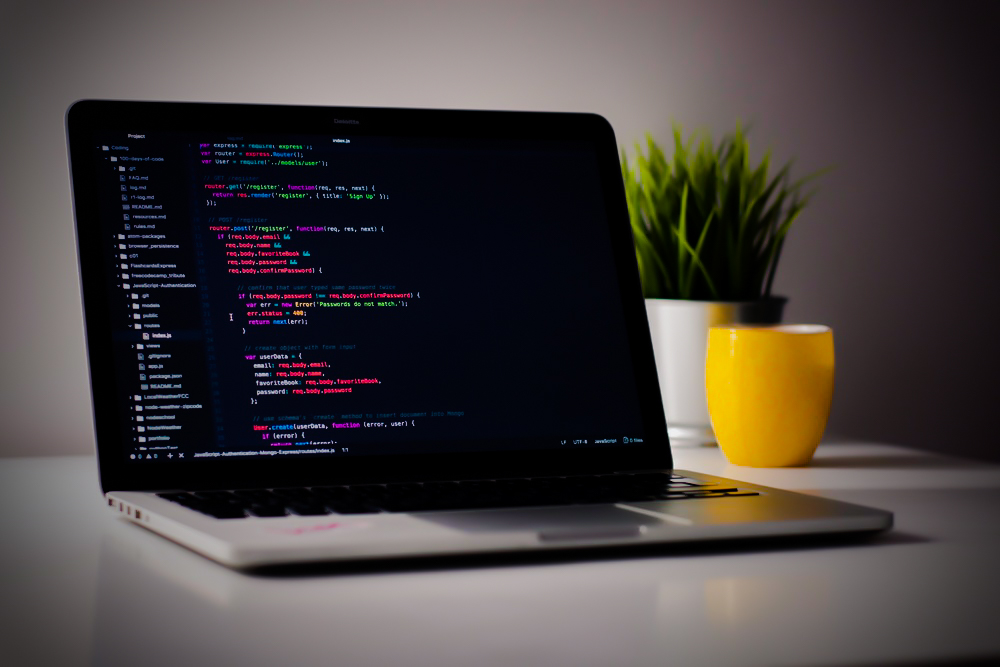 Project
index.js
Coding
100-days-of-code
.git
FAQ.md
log.md
r1-log.md
README.md
resources.md
rules.md
atom-packages
browser_persistence
c01
FlashcardsExpress
freecodecamp_tribute
JavaScript-Authentication
.git
models
public
routes
index.js
views
.gitignore
app.js
package.json
README.md
LocalWeatherFCC
node-weather-zipcode
nodeschool
NodeWeather
portfolio
var express = require('express');
var router = express.Router();
var User = require('../models/user');
// GET /register
router.get('/register', function(req, res, next) {
return res.render('register', { title: 'Sign Up' });
});
// POST /register
router.post('/register', function(req, res, next) {
if (req.body.email &&
req.body.name &&
req.body.favoriteBook &&
req.body.password &&
req.body.confirmPassword) {
// confirm that user typed same password twice
if (req.body.password !== req.body.confirmPassword) {
var err = new Error('Passwords do not match.');
err.status = 400;
return next(err);
}
// create object with form input
var userData = {
email: req.body.email,
name: req.body.name,
favoriteBook: req.body.favoriteBook,
password: req.body.password
};
// use schema's `create` method to insert document into Mongo
User.create(userData, function (error, user) {
if (error) {
return next(error);
0 0 0 JavaScript-Authentication-Mongo-Express/routes/index.js 1:1
LF UTF-8 JavaScript 0 files